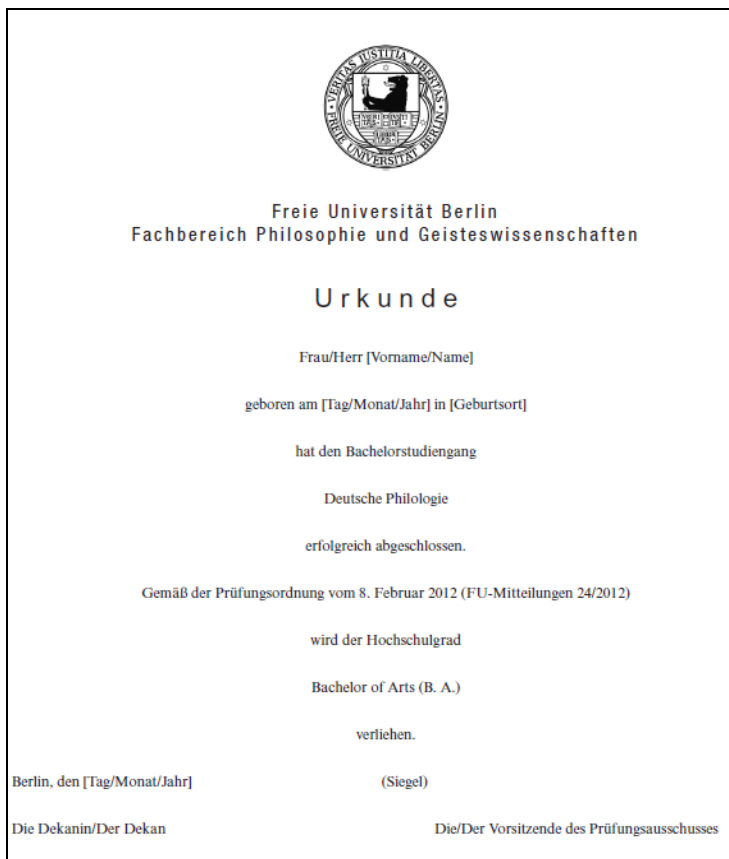 VERITAS IUSTITIA LIBERTAS
FREIE UNIVERSITÄT BERLIN
Freie Universität Berlin
Fachbereich Philosophie und Geisteswissenschaften
Urkunde
Frau/Herr [Vorname/Name]
geboren am [Tag/Monat/Jahr] in [Geburtsort]
hat den Bachelorstudiengang
Deutsche Philologie
erfolgreich abgeschlossen.
Gemäß der Prüfungsordnung vom 8. Februar 2012 (FU-Mitteilungen 24/2012)
wird der Hochschulgrad
Bachelor of Arts (B. A.)
verliehen.
Berlin, den [Tag/Monat/Jahr] (Siegel)
Die Dekanin/Der Dekan Die/Der Vorsitzende des Prüfungsausschusses